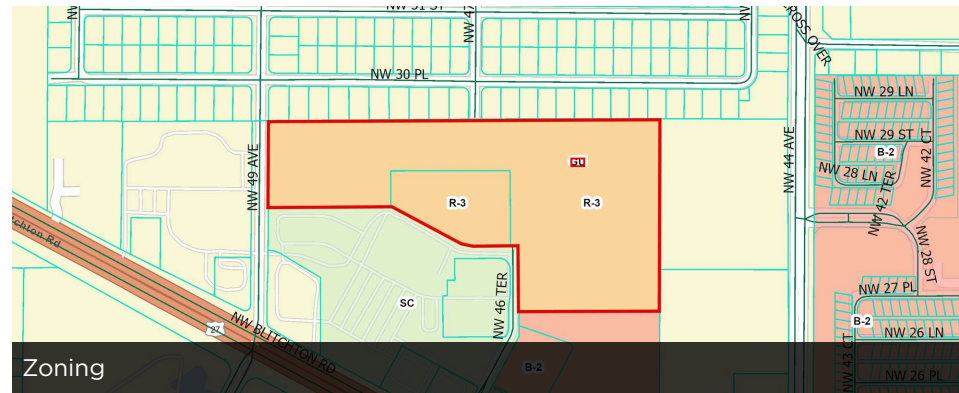 NW 31 ST
NW 47
CROSS OVER
NW 30 PL
NW 29 LN
NW 29 ST
NW 42 CT
B-2
NW 28 LN
NW 49 AVE
NW 44 AVE
GU
R-3
R-3
NW 42 TER
NW 28 ST
NW 46 TER
SC
NW 27 PL
B-2
NW 26 LN
NW 43 CT
NW 26 PL
B-2
tchton Rd
27
NW BLITCHTON RD
Zoning